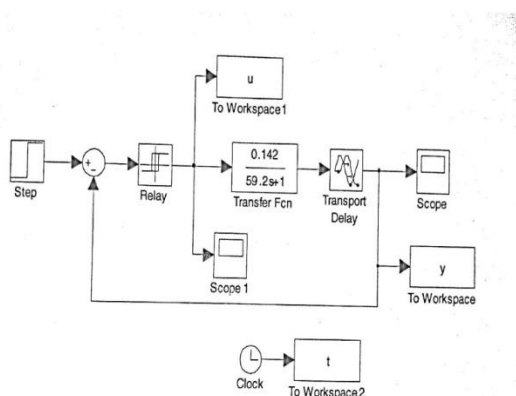 u
To Workspace1
+
-
0.142
59.2s+1
Step
Relay
Transfer Fcn
Transport
Delay
Scope
Scope 1
y
To Workspace
t
Clock
To Workspace2